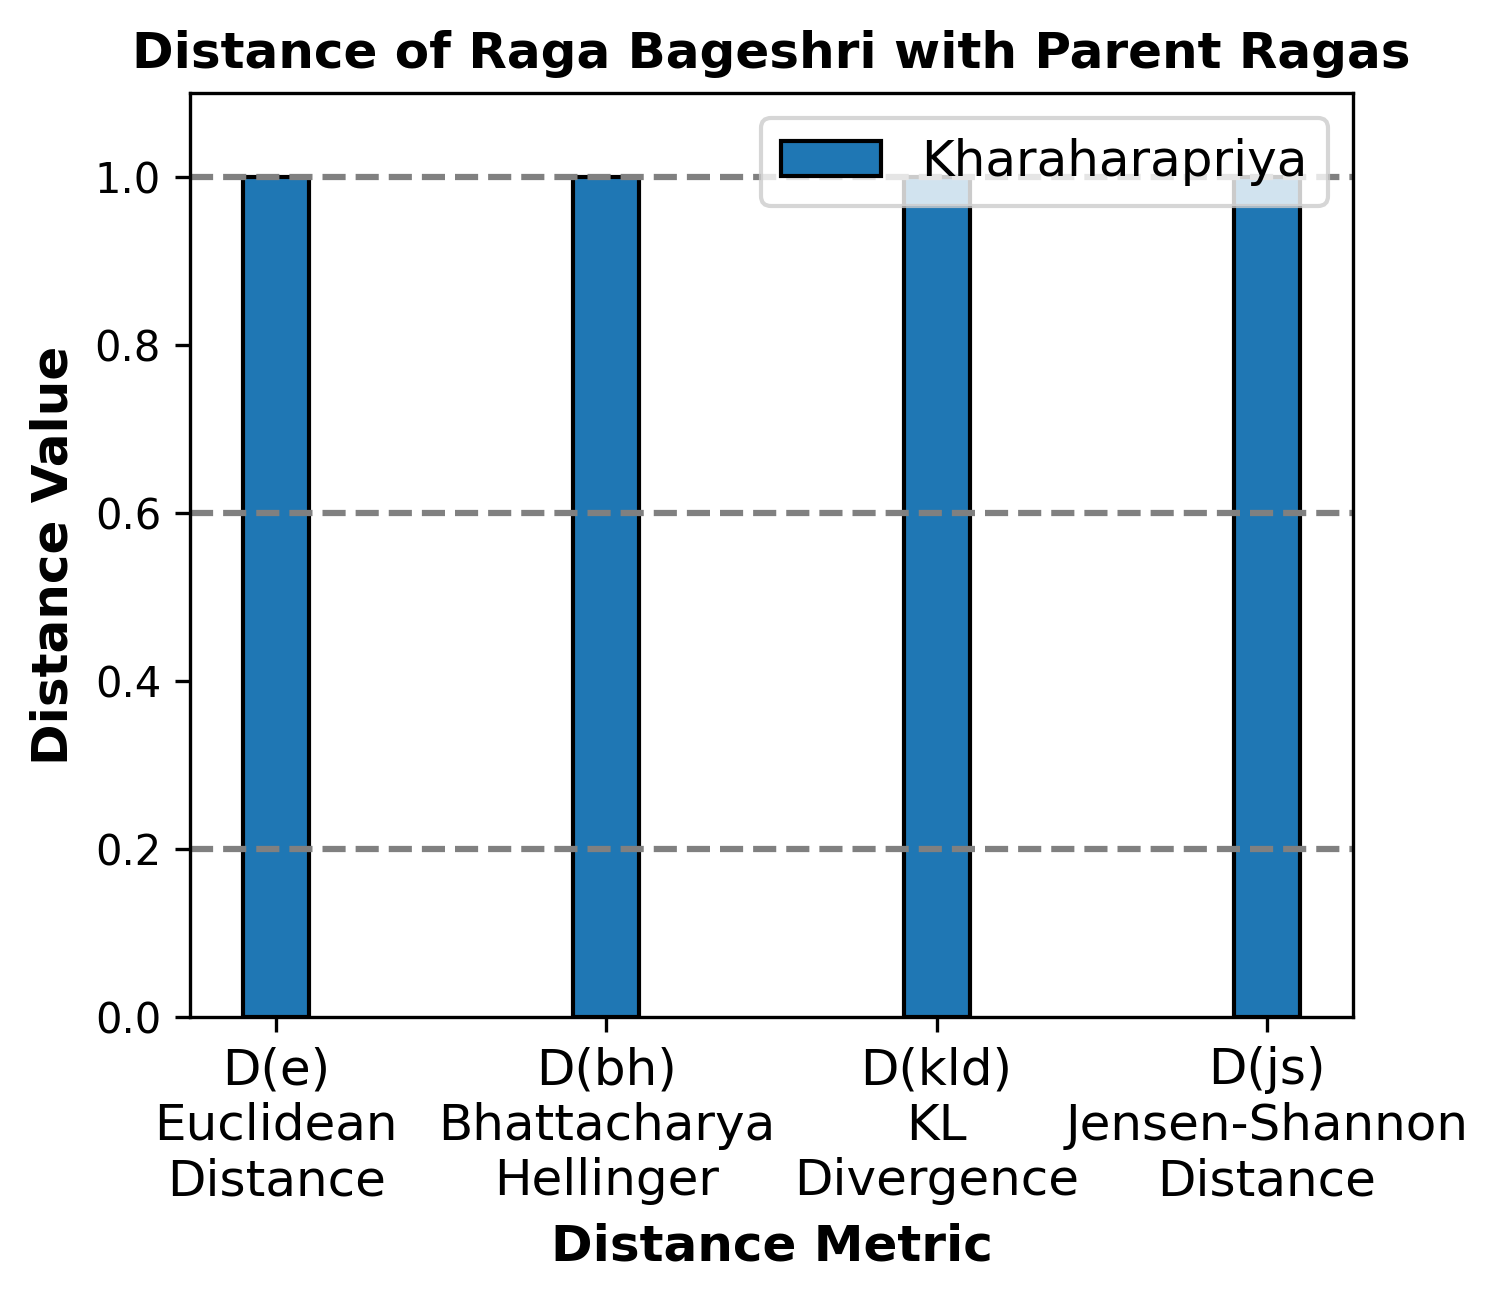 Distance of Raga Bageshri with Parent Ragas
Kharaharapriya
1.0
0.8
0.6
0.4
0.2
0.0
Distance Value
D(e)
Euclidean
Distance
D(bh)
Bhattacharya
Hellinger
D(kld)
KL
Divergence
D(js)
Jensen-Shannon
Distance
Distance Metric